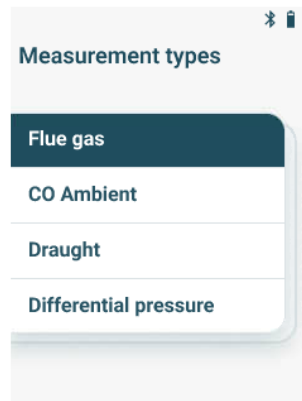 Measurement types
Flue gas
CO Ambient
Draught
Differential pressure